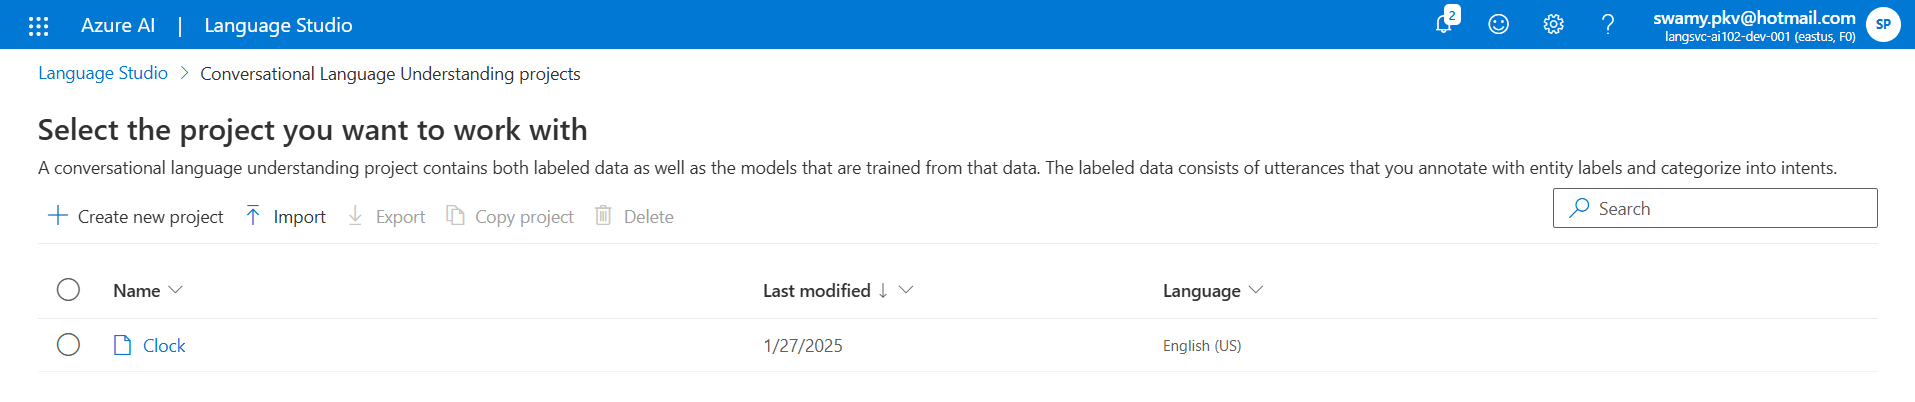 Azure AI | Language Studio
2
swamy.pkv@hotmail.com
langsvc-ai102-dev-001 (eastus, F0)
SP
Language Studio > Conversational Language Understanding projects
Select the project you want to work with
A conversational language understanding project contains both labeled data as well as the models that are trained from that data. The labeled data consists of utterances that you annotate with entity labels and categorize into intents.
Create new project Import Export Copy project Delete Search
Name Last modified Language
Clock 1/27/2025 English (US)